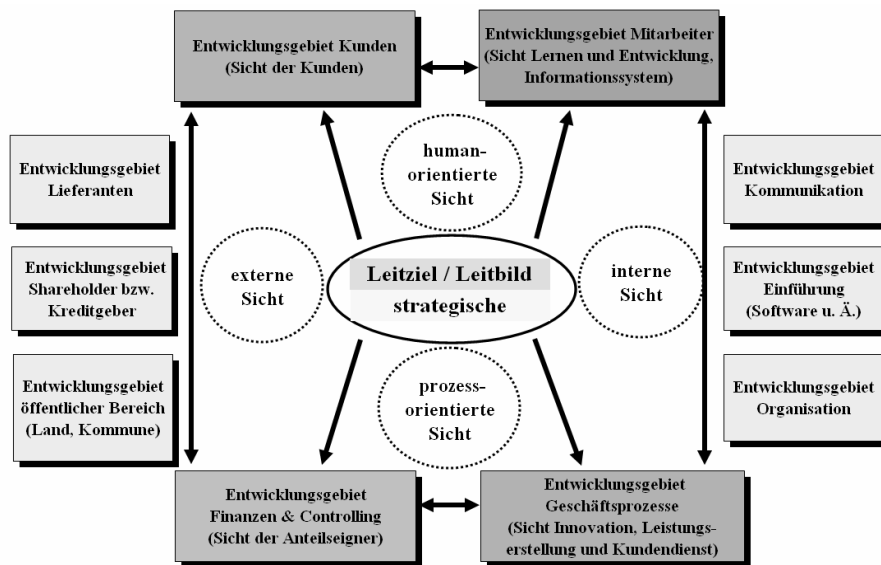 Entwicklungsgebiet Kunden
(Sicht der Kunden)
Entwicklungsgebiet Mitarbeiter
(Sicht Lernen und Entwicklung,
Informationssystem)
human-
orientierte
Sicht
Entwicklungsgebiet
Lieferanten
Entwicklungsgebiet
Shareholder bzw.
Kreditgeber
Entwicklungsgebiet
öffentlicher Bereich
(Land, Kommune)
externe
Sicht
Leitziel / Leitbild
strategische
interne
Sicht
Entwicklungsgebiet
Kommunikation
Entwicklungsgebiet
Einführung
(Software u. Ä.)
Entwicklungsgebiet
Organisation
prozess-
orientierte
Sicht
Entwicklungsgebiet
Finanzen & Controlling
(Sicht der Anteilseigner)
Entwicklungsgebiet
Geschäftsprozesse
(Sicht Innovation, Leistungs-
erstellung und Kundendienst)